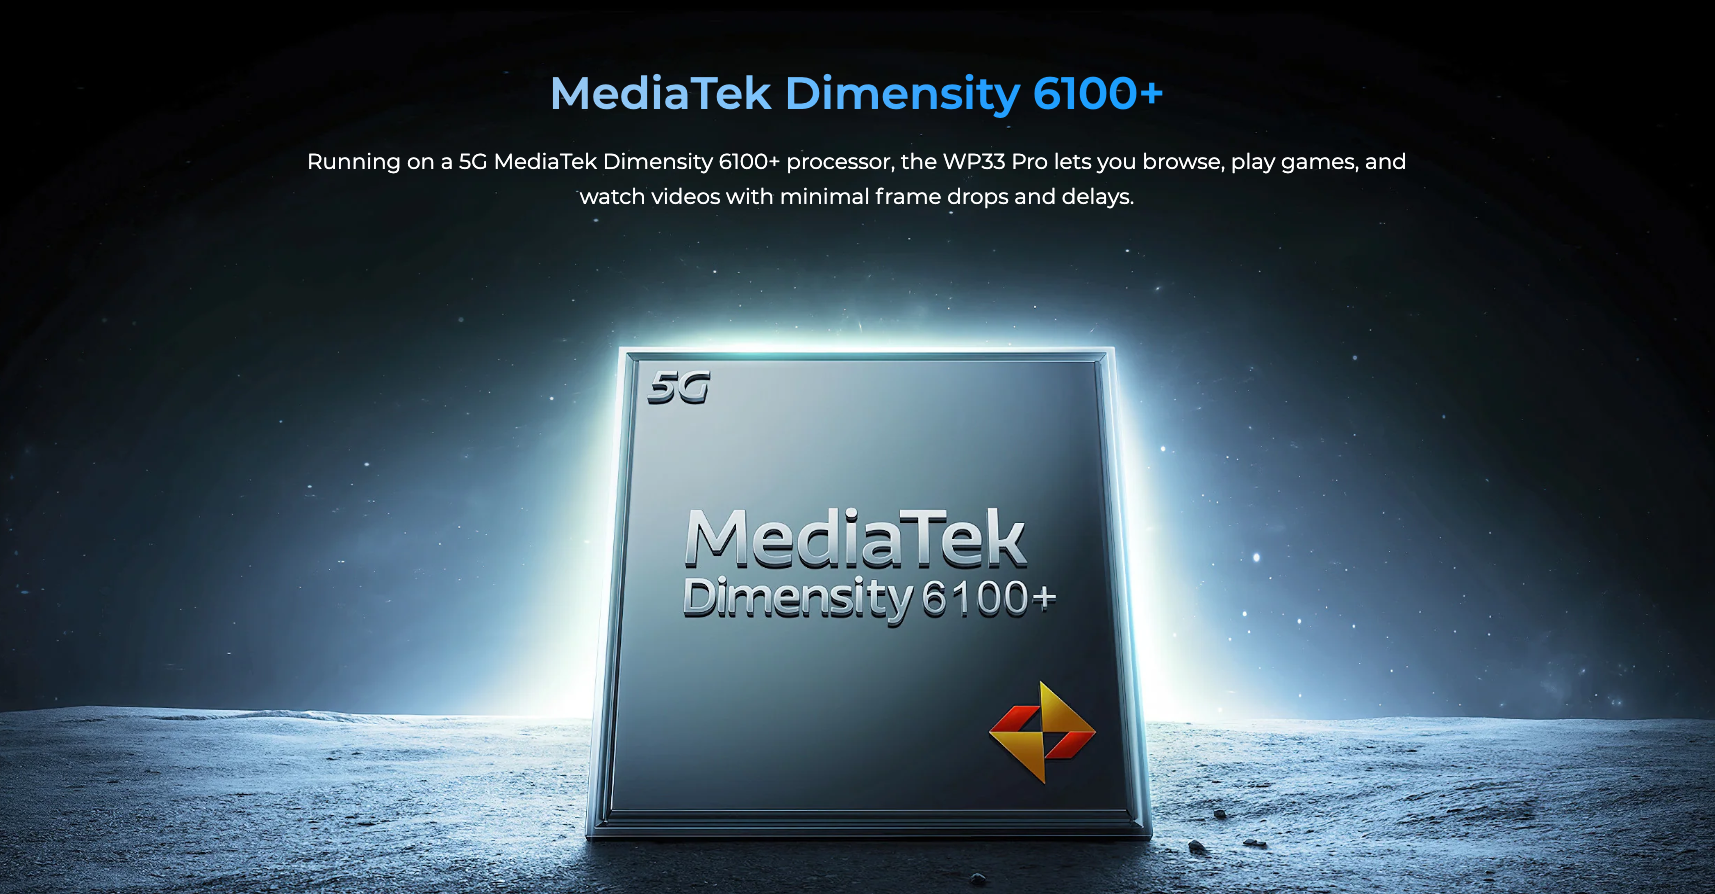 MediaTek Dimensity 6100+
Running on a 5G MediaTek Dimensity 6100+ processor, the WP33 Pro lets you browse, play games, and
watch videos with minimal frame drops and delays.
5G
MediaTek
Dimensity 6100+